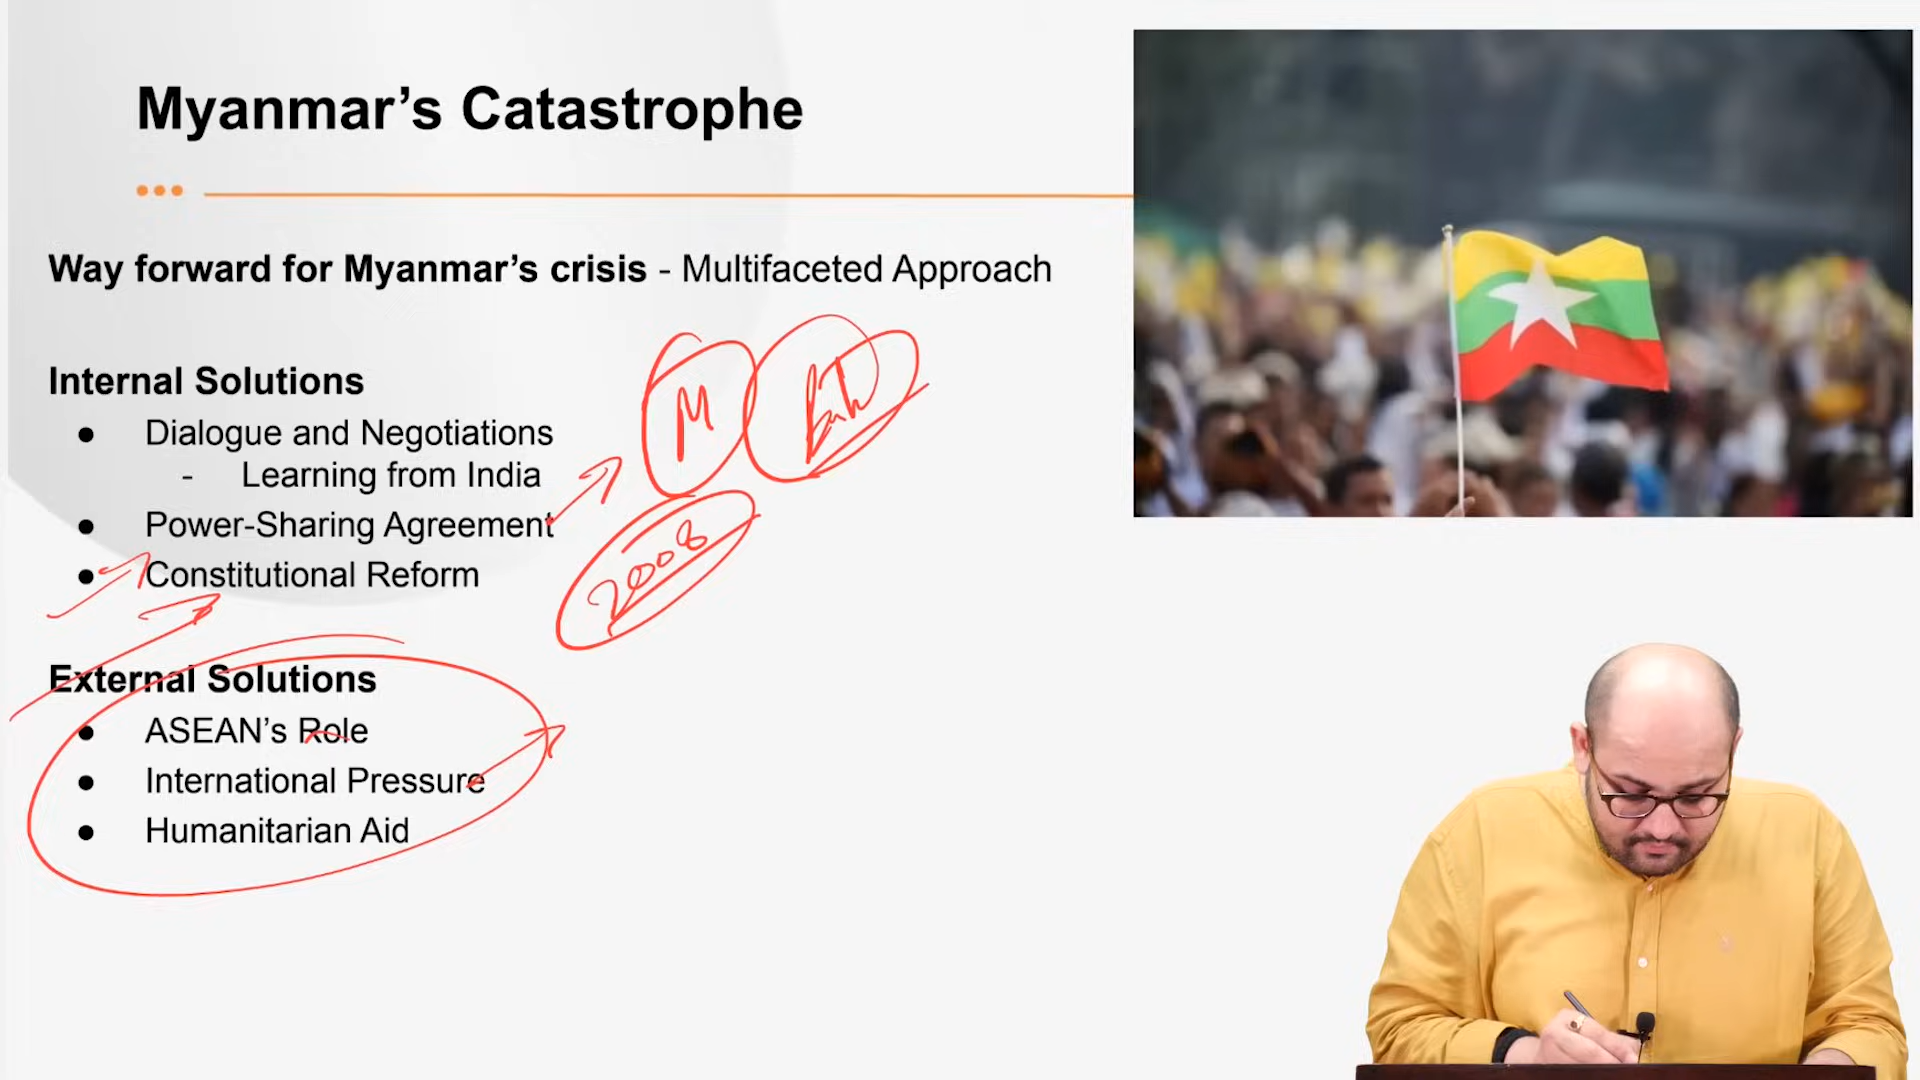 Myanmar’s Catastrophe
Way forward for Myanmar’s crisis - Multifaceted Approach
Internal Solutions
● Dialogue and Negotiations
- Learning from India
● Power-Sharing Agreement
● Constitutional Reform
M
2008
External Solutions
● ASEAN’s Role
● International Pressure
● Humanitarian Aid